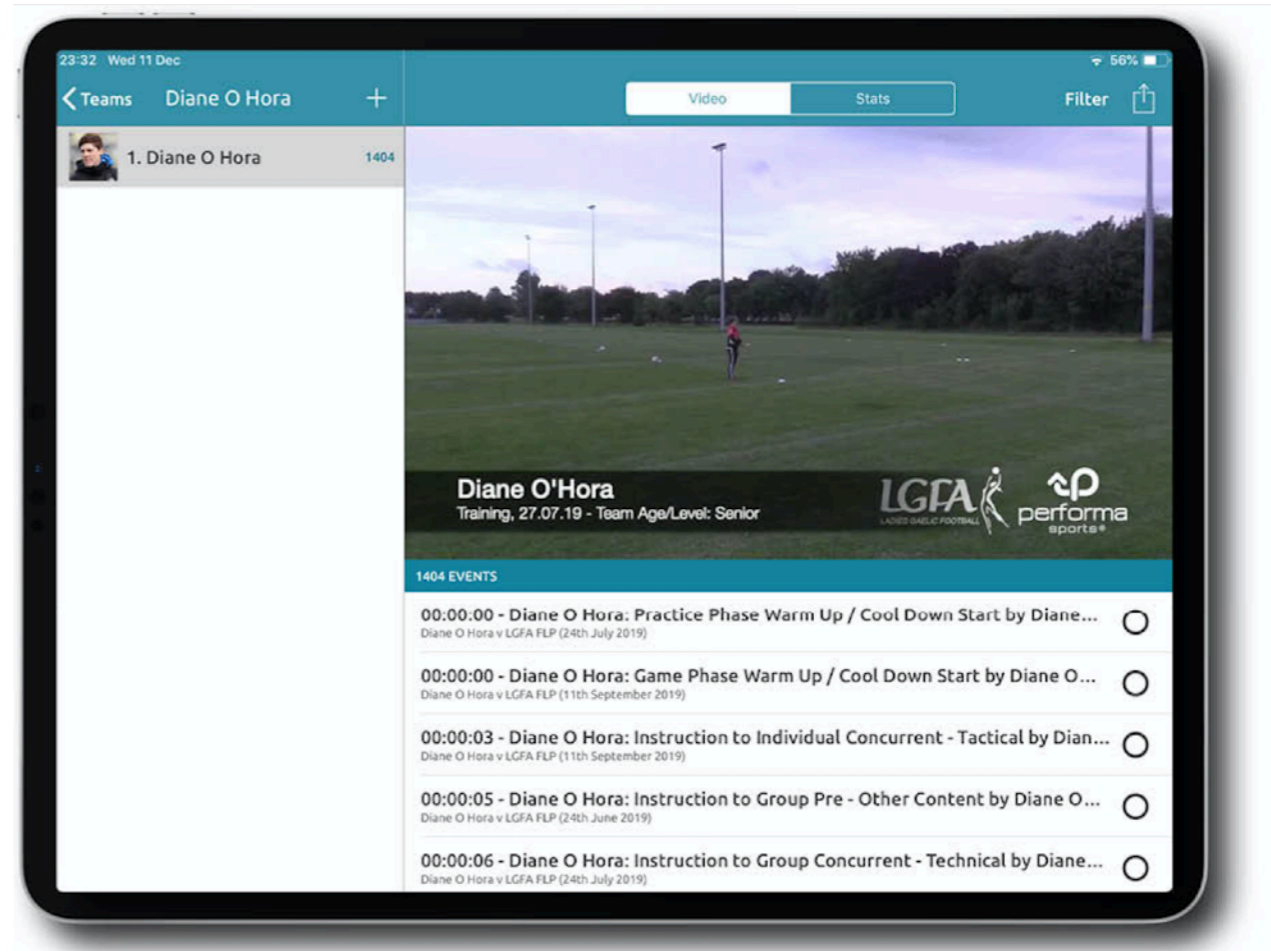 23:32 Wed 11 Dec
56%
Teams
Diane O Hora
+
Video
Stats
Filter
1. Diane O Hora
1404
Diane O'Hora
Training, 27.07.19 - Team Age/Level: Senior
LGFA
LADIES GAELIC FOOTBALL
performa
sports®
1404 EVENTS
00:00:00 - Diane O Hora: Practice Phase Warm Up / Cool Down Start by Diane...
Diane O Hora v LGFA FLP (24th July 2019)
00:00:00 - Diane O Hora: Game Phase Warm Up / Cool Down Start by Diane O...
Diane O Hora v LGFA FLP (11th September 2019)
00:00:03 - Diane O Hora: Instruction to Individual Concurrent - Tactical by Dian...
Diane O Hora v LGFA FLP (11th September 2019)
00:00:05 - Diane O Hora: Instruction to Group Pre - Other Content by Diane O...
Diane O Hora v LGFA FLP (24th June 2019)
00:00:06 - Diane O Hora: Instruction to Group Concurrent - Technical by Diane...
Diane O Hora v LGFA FLP (24th July 2019)